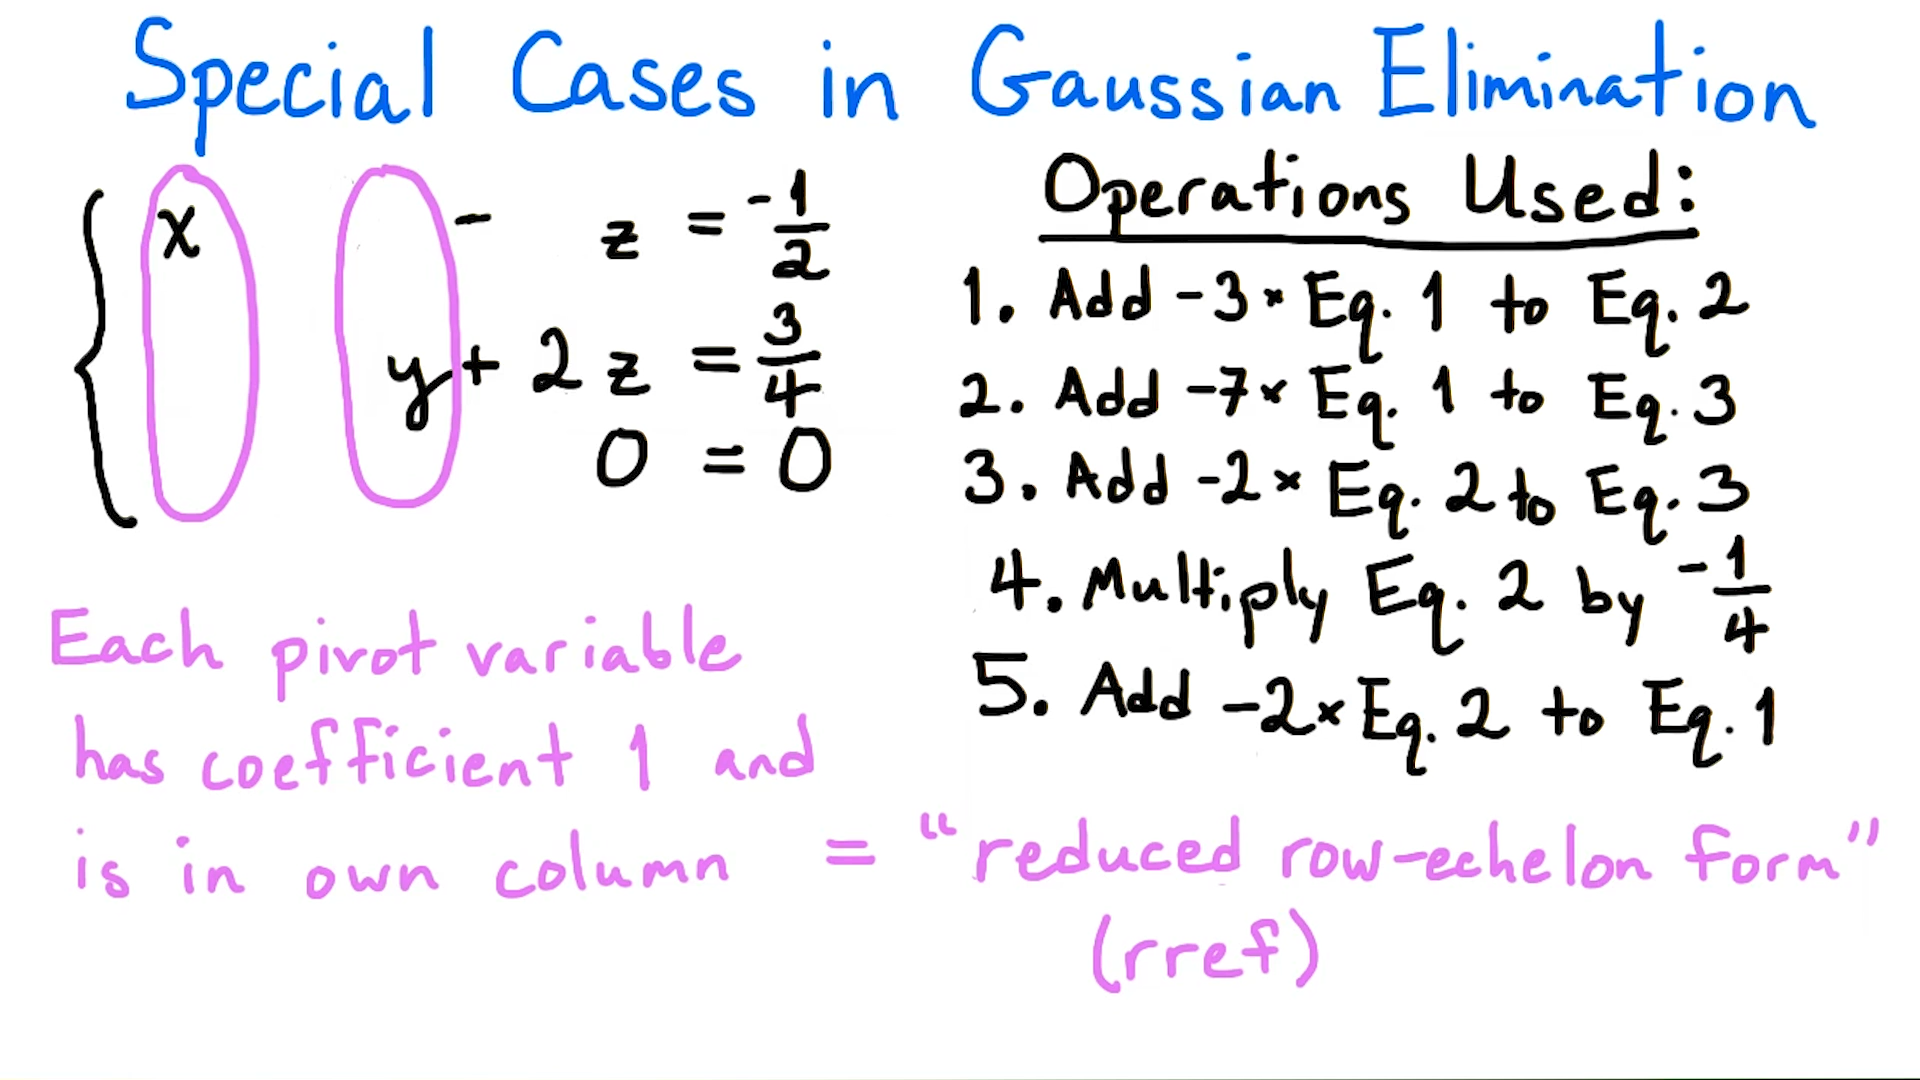 Special Cases in Gaussian Elimination
x - z = -1/2
y + 2z = 3/4
0 = 0
Operations Used:
1. Add -3× Eq. 1 to Eq. 2
2. Add -7× Eq. 1 to Eq. 3
3. Add -2× Eq. 2 to Eq. 3
4. Multiply Eq. 2 by -1/4
5. Add -2× Eq. 2 to Eq. 1
Each pivot variable
has coefficient 1 and
is in own column = "reduced row-echelon form"
(rref)